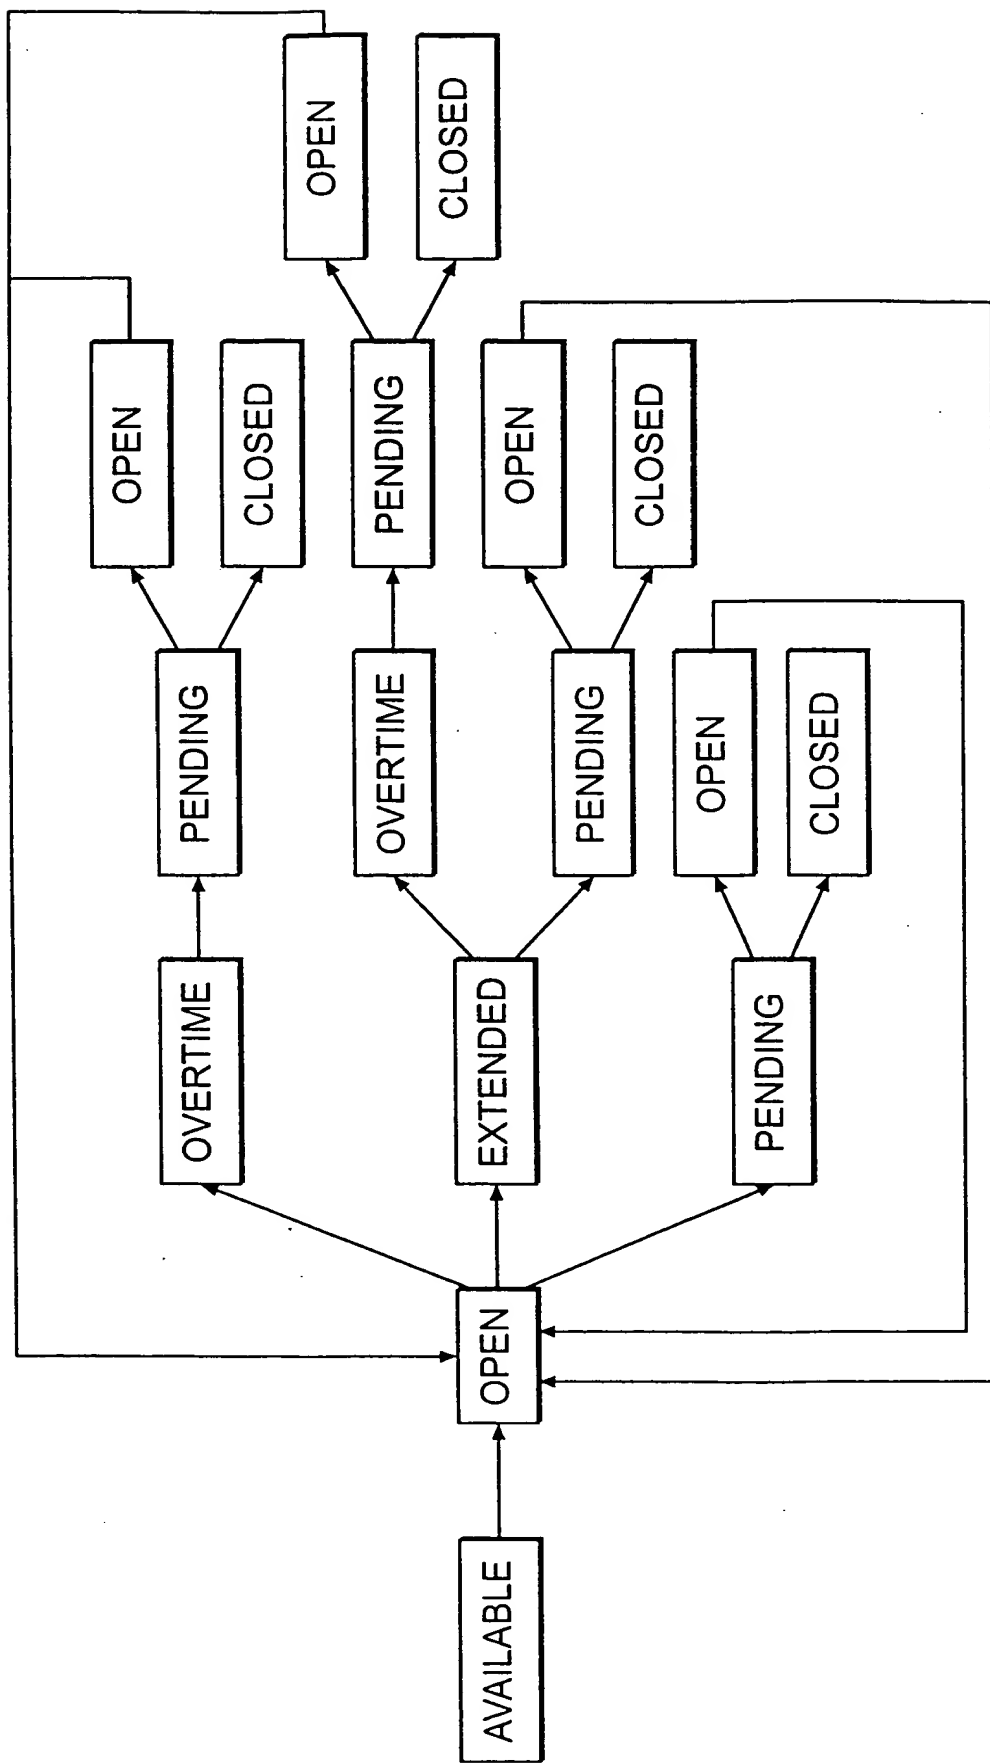 AVAILABLE
OPEN
OVERTIME
EXTENDED
PENDING
PENDING
OVERTIME
PENDING
OPEN
CLOSED
OPEN
CLOSED
PENDING
OPEN
CLOSED
OPEN
CLOSED